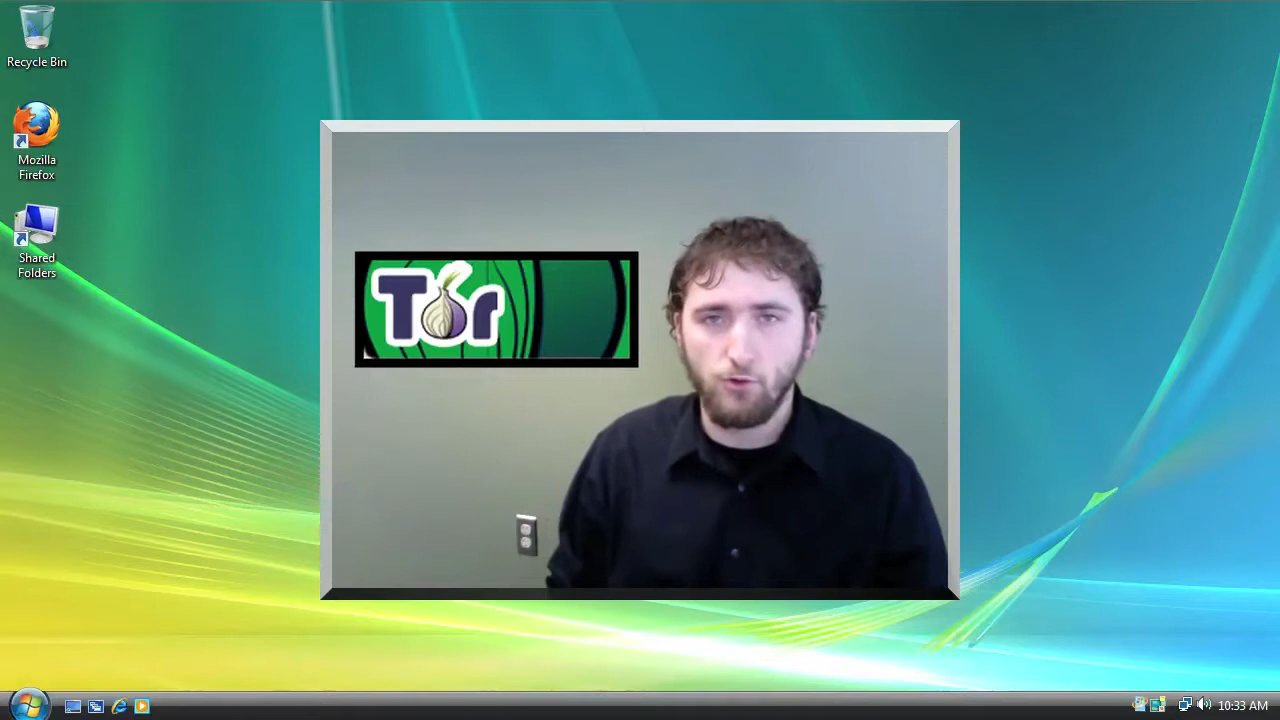 Recycle Bin
Mozilla
Firefox
Shared
Folders
Tor
10:33 AM